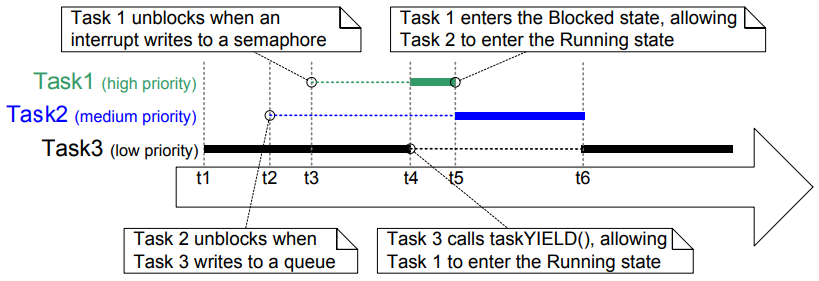 Task 1 unblocks when an
interrupt writes to a semaphore
Task 1 enters the Blocked state, allowing
Task 2 to enter the Running state
Task1 (high priority)
Task2 (medium priority)
Task3 (low priority)
t1 t2 t3 t4 t5 t6
Task 2 unblocks when
Task 3 writes to a queue
Task 3 calls taskYIELD(), allowing
Task 1 to enter the Running state